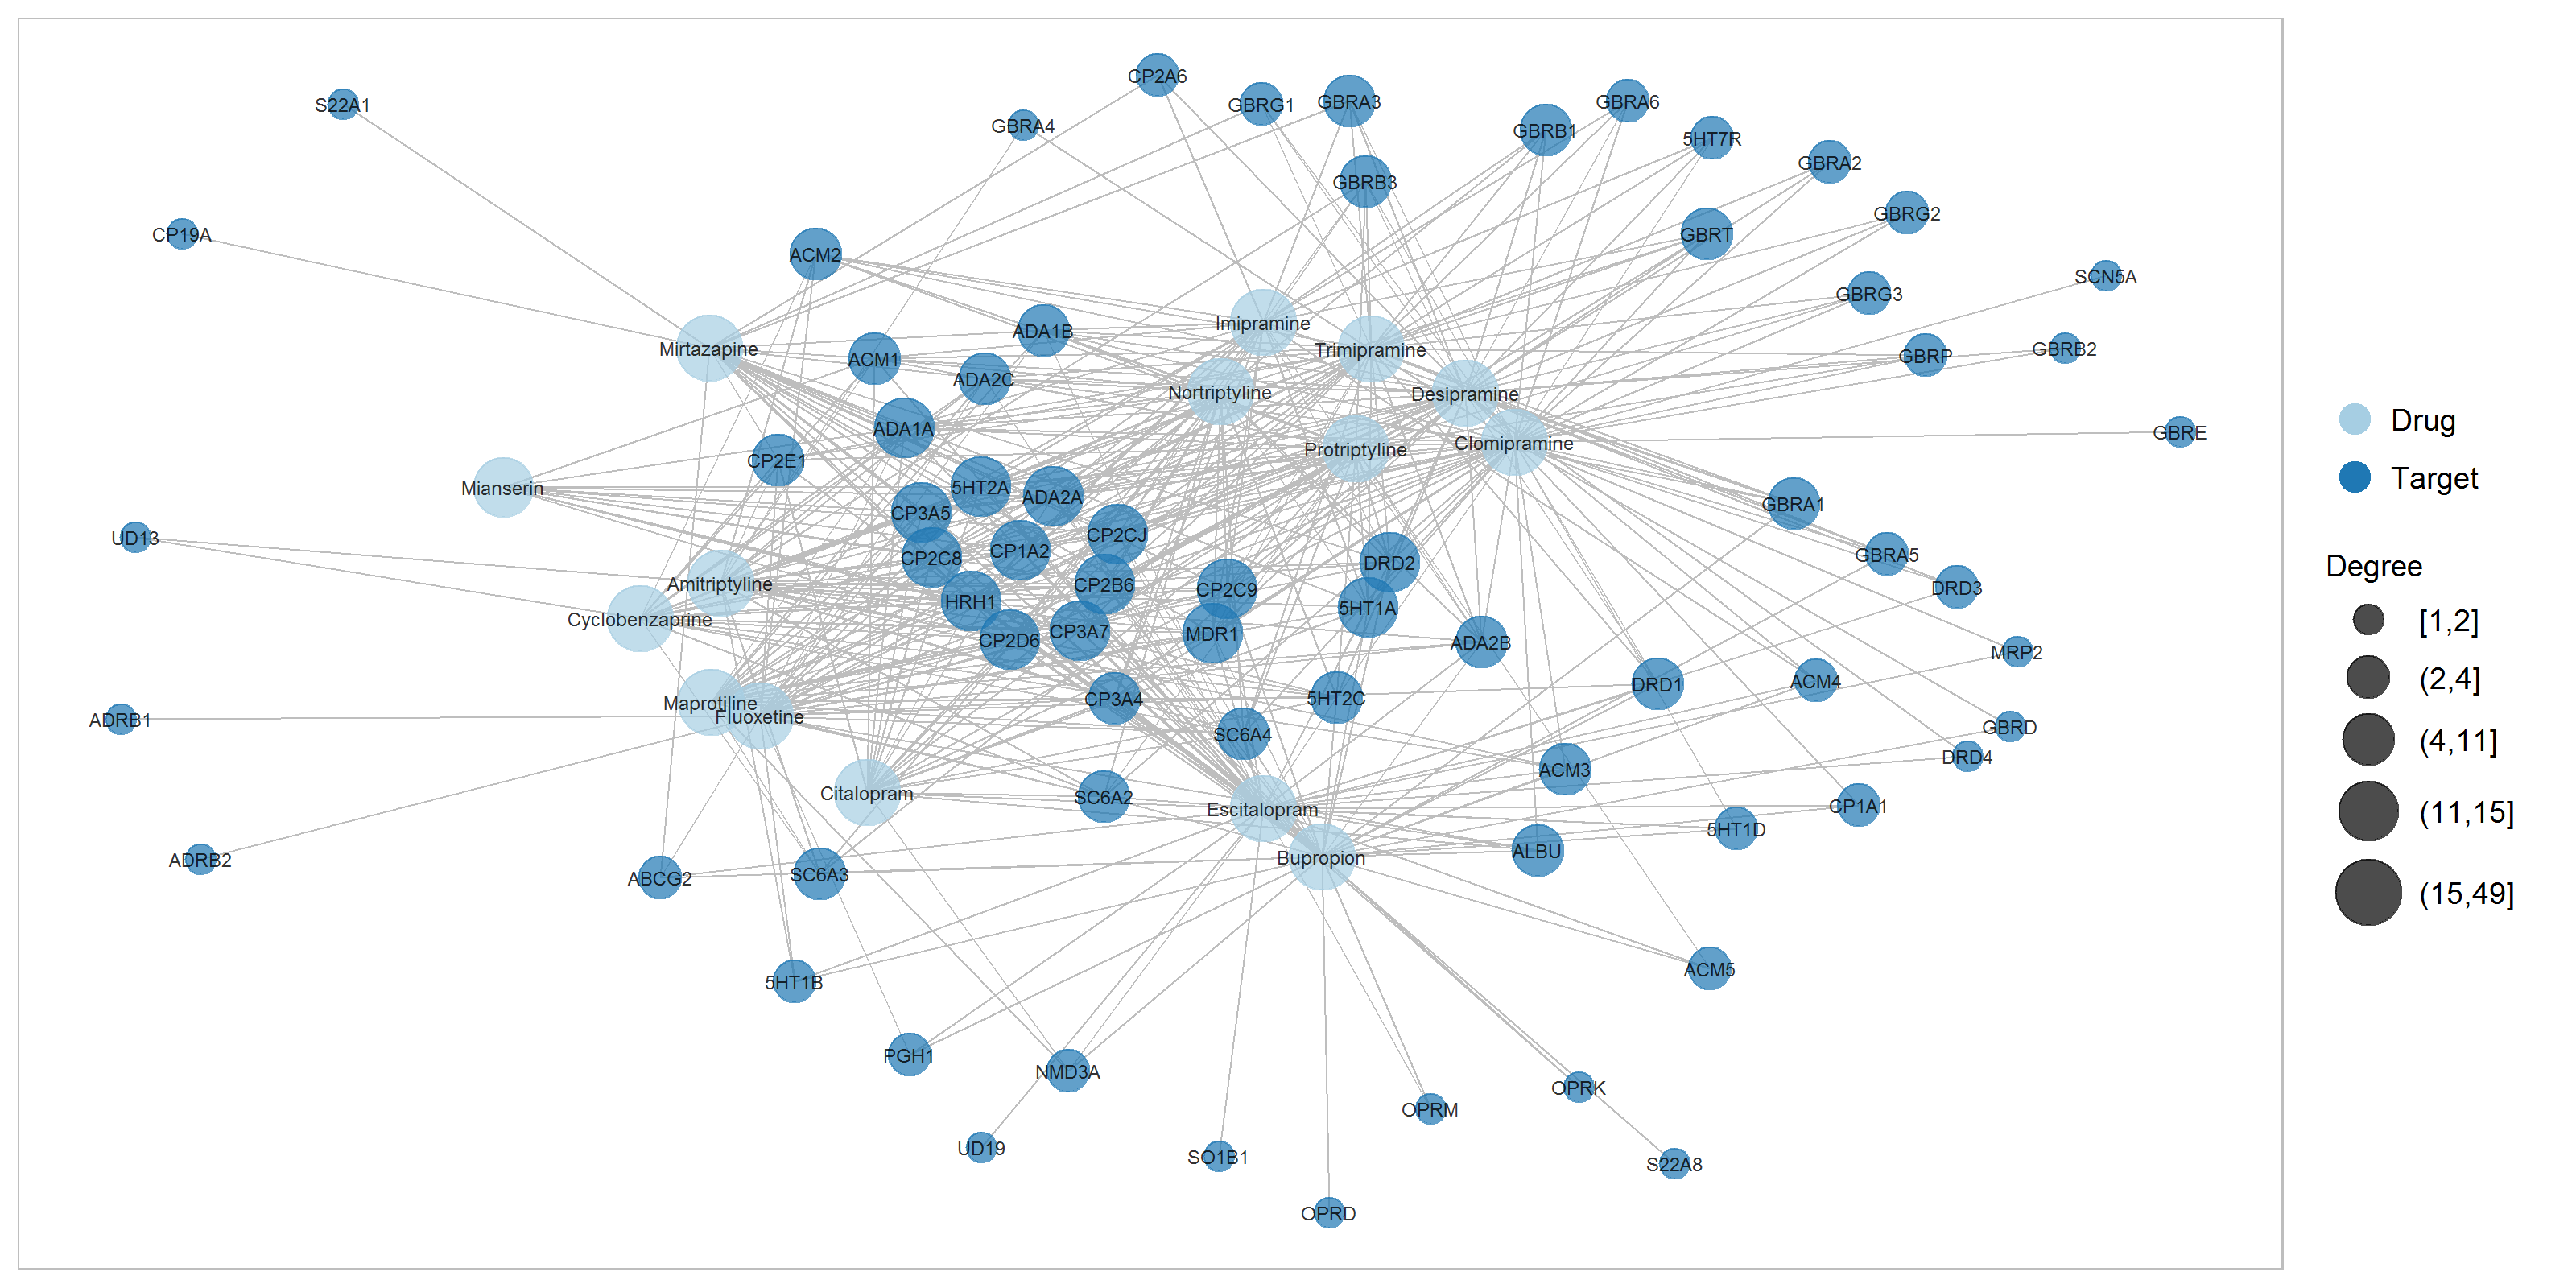 CP2A6
S22A1
GBRG1
GBRA3
GBRA6
GBRA4
GBRB1
5HT7R
GBRA2
GBRB3
GBRG2
CP19A
GBRT
ACM2
SCN5A
GBRG3
Imipramine
ADA1B
Mirtazapine
Trimipramine
GBRB2
GBRP
ACM1
ADA2C
Nortriptyline
Desipramine
ADA1A
GBRE
Clomipramine
Protriptyline
CP2E1
Mianserin
5HT2A
ADA2A
GBRA1
CP3A5
CP2CJ
UD13
CP1A2
CP2C8
GBRA5
DRD2
Amitriptyline
CP2B6
CP2C9
DRD3
HRH1
5HT1A
Cyclobenzaprine
CP3A7
MDR1
CP2D6
ADA2B
MRP2
ACM4
DRD1
CP3A4
5HT2C
Maprotiline
Fluoxetine
ADRB1
GBRD
SC6A4
DRD4
ACM3
Citalopram
SC6A2
CP1A1
Escitalopram
5HT1D
ALBU
Bupropion
ADRB2
SC6A3
ABCG2
ACM5
5HT1B
PGH1
NMD3A
OPRK
OPRM
UD19
SO1B1
S22A8
OPRD
Drug
Target
Degree
[1,2]
(2,4]
(4,11]
(11,15]
(15,49]